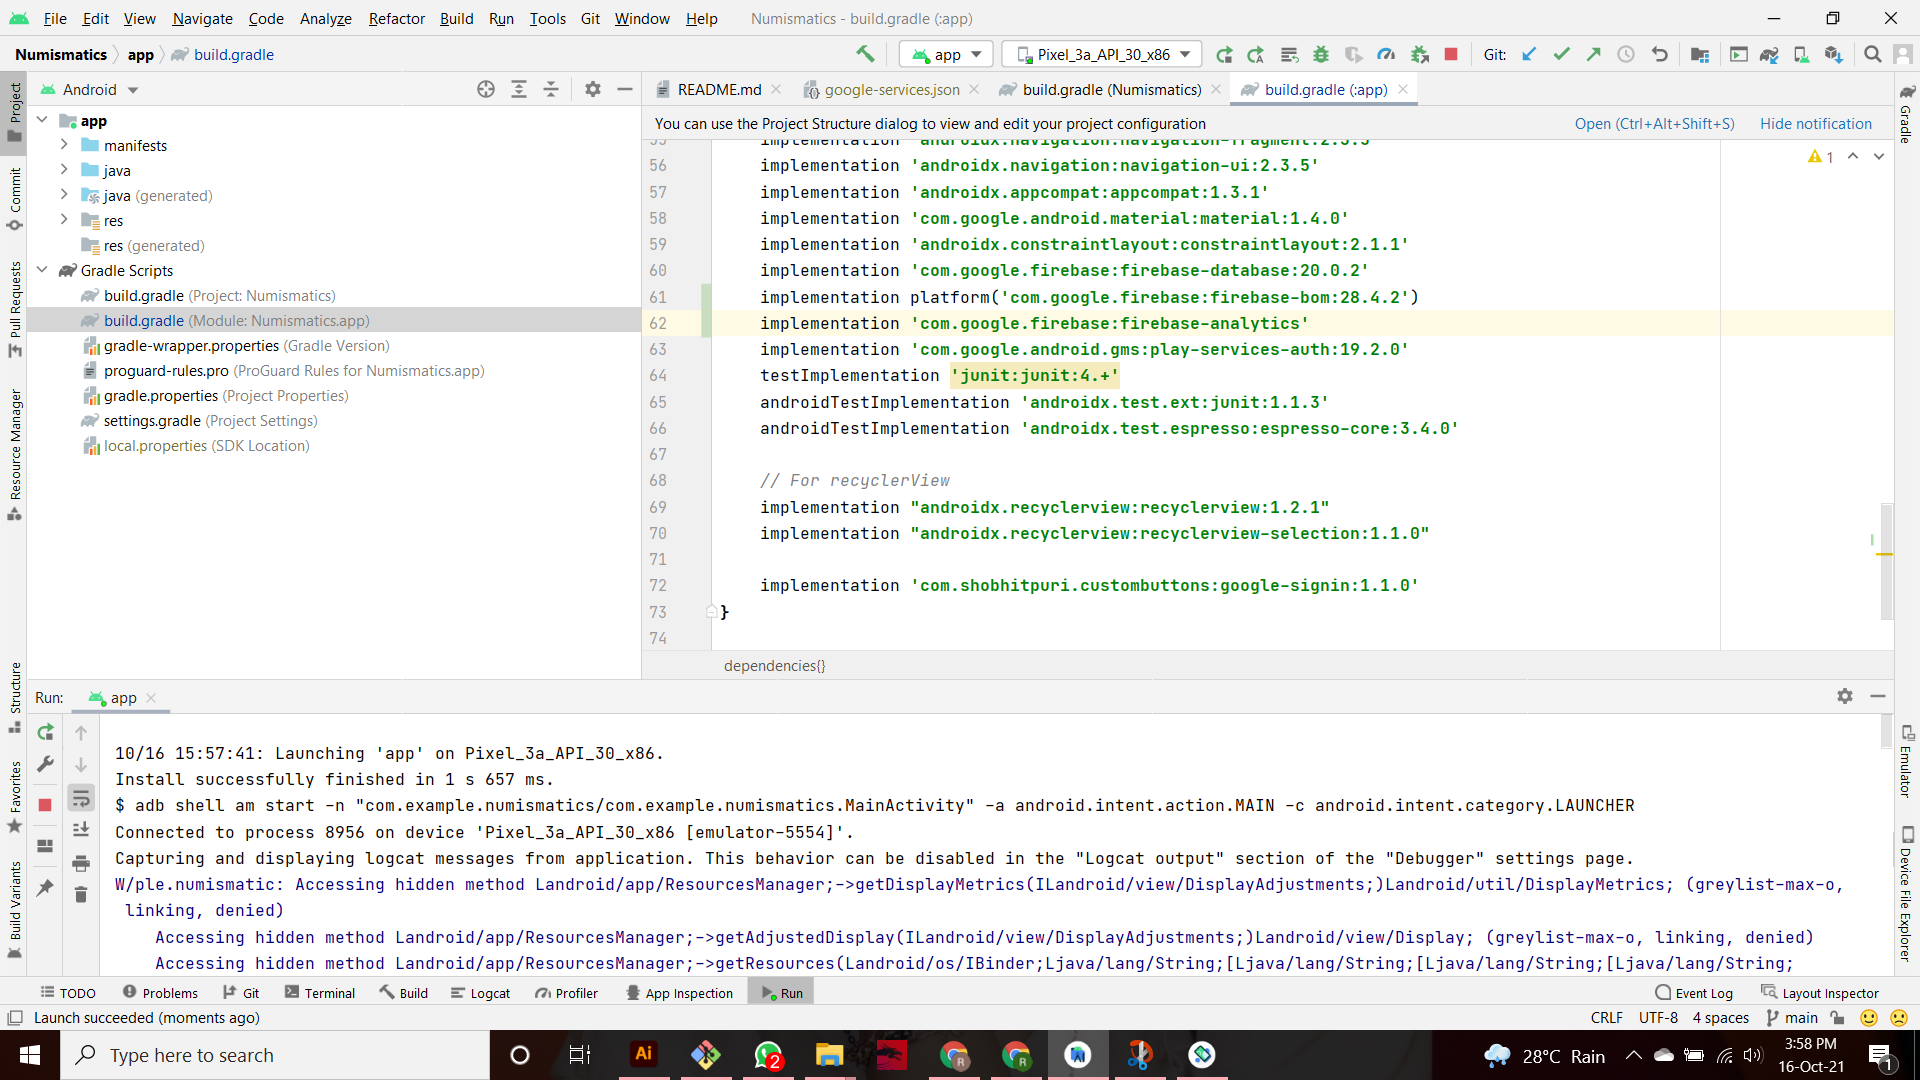 File Edit View Navigate Code Analyze Refactor Build Run Tools Git Window Help Numismatics - build.gradle (:app)
Numismatics app build.gradle app Pixel_3a_API_30_x86 Git:
Android
README.md google-services.json build.gradle (Numismatics) build.gradle (:app)
You can use the Project Structure dialog to view and edit your project configuration Open (Ctrl+Alt+Shift+S) Hide notification
Project
Commit
Pull Requests
Resource Manager
Structure
Favorites
Build Variants
app
manifests
java
java (generated)
res
res (generated)
Gradle Scripts
build.gradle (Project: Numismatics)
build.gradle (Module: Numismatics.app)
gradle-wrapper.properties (Gradle Version)
proguard-rules.pro (ProGuard Rules for Numismatics.app)
gradle.properties (Project Properties)
settings.gradle (Project Settings)
local.properties (SDK Location)
55 implementation 'androidx.navigation:navigation-fragment:2.3.5'
56 implementation 'androidx.navigation:navigation-ui:2.3.5'
57 implementation 'androidx.appcompat:appcompat:1.3.1'
58 implementation 'com.google.android.material:material:1.4.0'
59 implementation 'androidx.constraintlayout:constraintlayout:2.1.1'
60 implementation 'com.google.firebase:firebase-database:20.0.2'
61 implementation platform('com.google.firebase:firebase-bom:28.4.2')
62 implementation 'com.google.firebase:firebase-analytics'
63 implementation 'com.google.android.gms:play-services-auth:19.2.0'
64 testImplementation 'junit:junit:4.+'
65 androidTestImplementation 'androidx.test.ext:junit:1.1.3'
66 androidTestImplementation 'androidx.test.espresso:espresso-core:3.4.0'
67
68 // For recyclerView
69 implementation "androidx.recyclerview:recyclerview:1.2.1"
70 implementation "androidx.recyclerview:recyclerview-selection:1.1.0"
71
72 implementation 'com.shobhitpuri.custombuttons:google-signin:1.1.0'
73 }
74
1
dependencies{}
Gradle
Emulator
Device File Explorer
Run: app
10/16 15:57:41: Launching 'app' on Pixel_3a_API_30_x86.
Install successfully finished in 1 s 657 ms.
$ adb shell am start -n "com.example.numismatics/com.example.numismatics.MainActivity" -a android.intent.action.MAIN -c android.intent.category.LAUNCHER
Connected to process 8956 on device 'Pixel_3a_API_30_x86 [emulator-5554]'.
Capturing and displaying logcat messages from application. This behavior can be disabled in the "Logcat output" section of the "Debugger" settings page.
W/ple.numismatic: Accessing hidden method Landroid/app/ResourcesManager;->getDisplayMetrics(ILandroid/view/DisplayAdjustments;)Landroid/util/DisplayMetrics; (greylist-max-o,
linking, denied)
Accessing hidden method Landroid/app/ResourcesManager;->getAdjustedDisplay(ILandroid/view/DisplayAdjustments;)Landroid/view/Display; (greylist-max-o, linking, denied)
Accessing hidden method Landroid/app/ResourcesManager;->getResources(Landroid/os/IBinder;Ljava/lang/String;[Ljava/lang/String;[Ljava/lang/String;[Ljava/lang/String;
TODO Problems Git Terminal Build Logcat Profiler App Inspection Run Event Log Layout Inspector
Launch succeeded (moments ago) CRLF UTF-8 4 spaces main
Type here to search Ai 2 R R 28°C Rain 3:58 PM
16-Oct-21 1